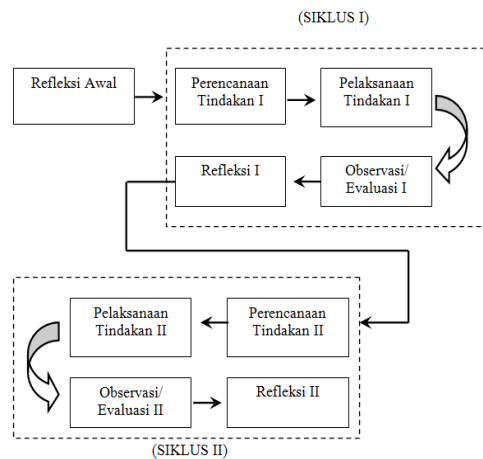 (SIKLUS I)
Refleksi Awal
Perencanaan
Tindakan I
Pelaksanaan
Tindakan I
Refleksi I
Observasi/
Evaluasi I
Pelaksanaan
Tindakan II
Perencanaan
Tindakan II
Observasi/
Evaluasi II
Refleksi II
(SIKLUS II)